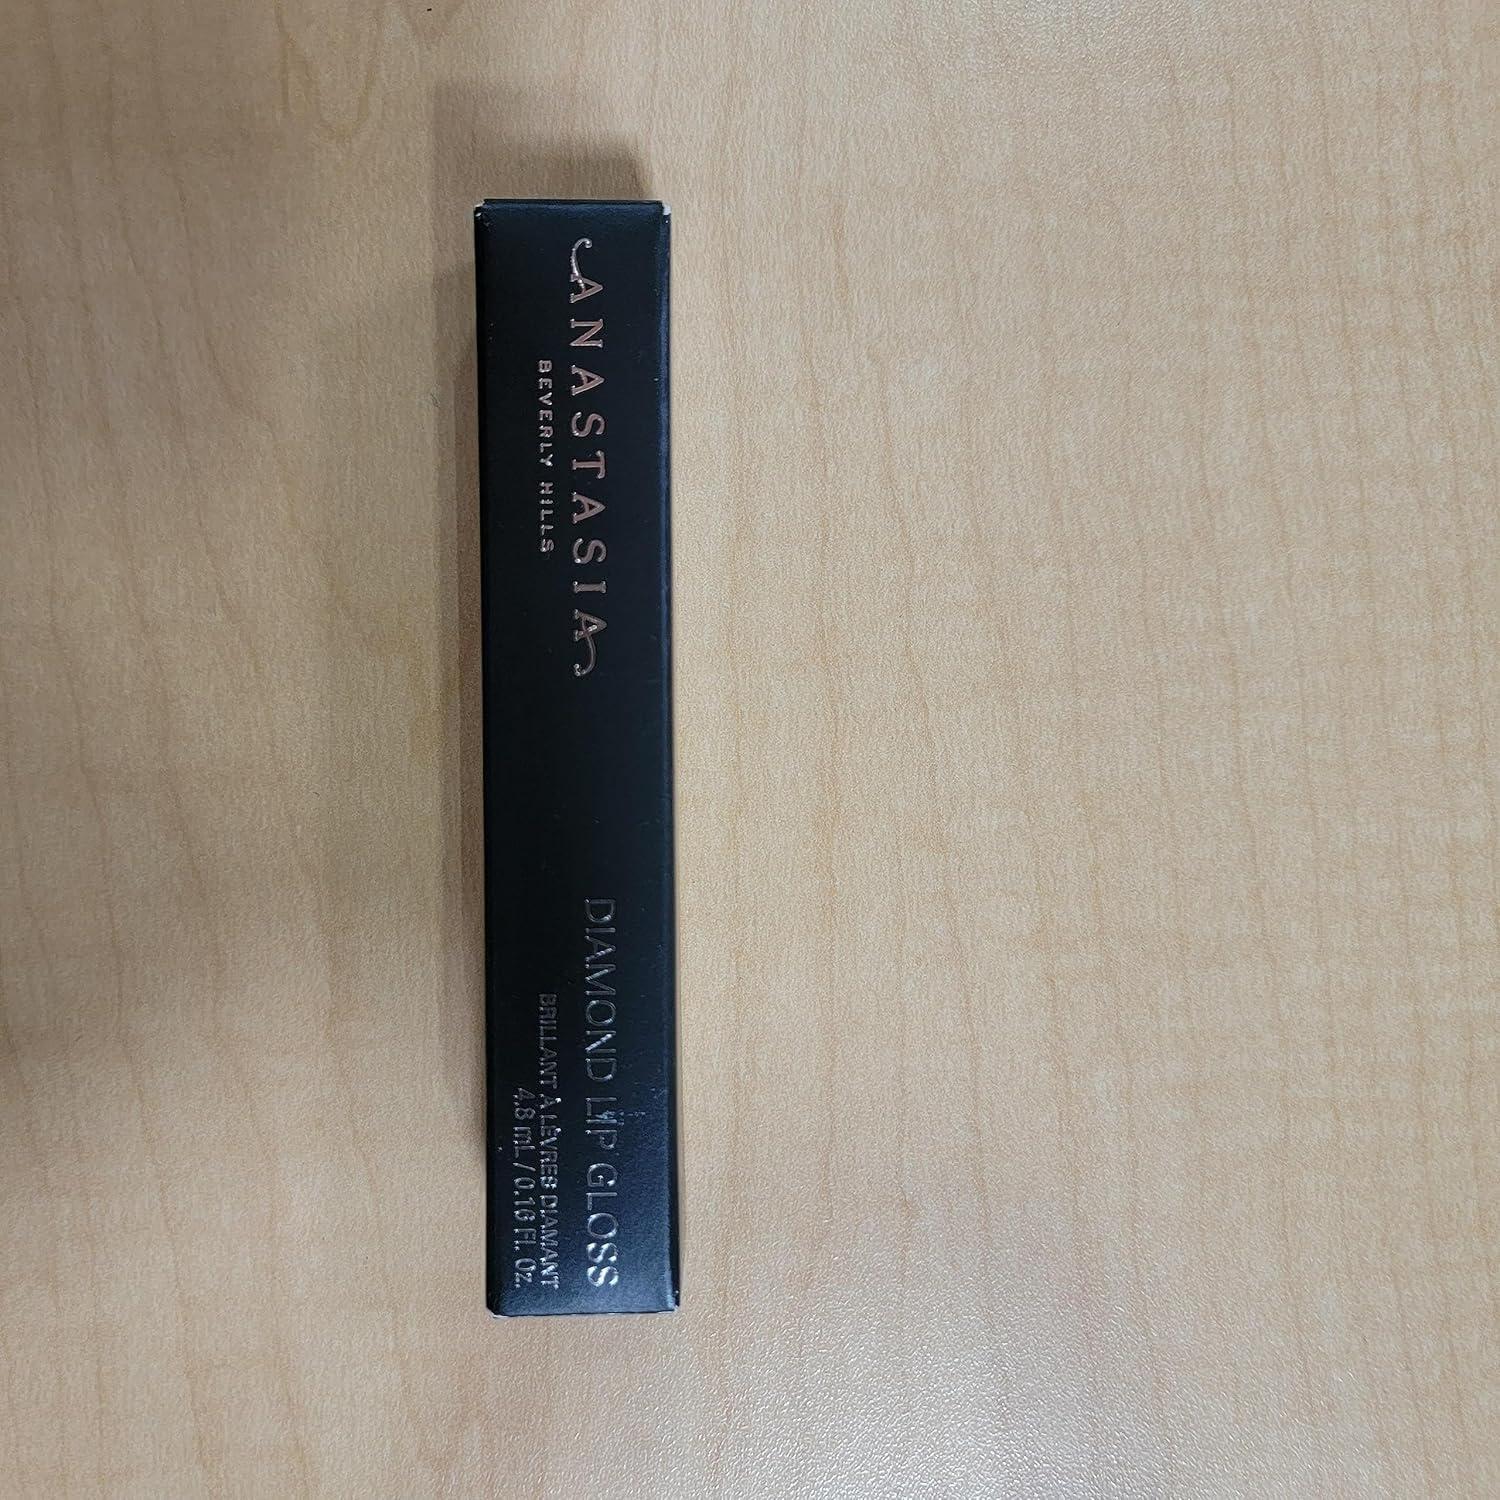 ANASTASIA
BEVERLY HILLS
DIAMOND LIP GLOSS
BRILLANT À LÈVRES DIAMANT
4.8 mL / 0.16 Fl. Oz.